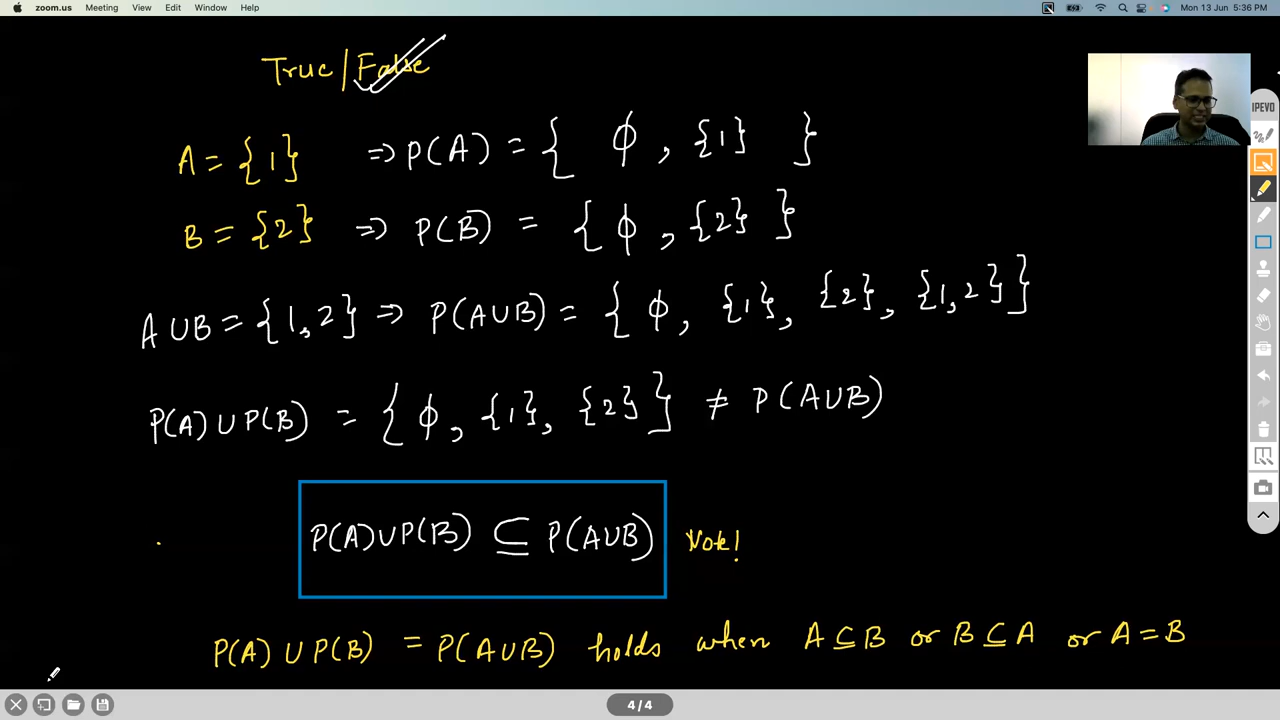 zoom.us Meeting View Edit Window Help Mon 13 Jun 5:36 PM
True/False
IPEVO
A = {1} ⇒ P(A) = { ϕ, {1} }
B = {2} ⇒ P(B) = { ϕ, {2} }
A∪B = {1,2} ⇒ P(A∪B) = { ϕ, {1}, {2}, {1,2} }
P(A)∪P(B) = { ϕ, {1}, {2} } ≠ P(A∪B)
P(A)∪P(B) ⊆ P(A∪B) Note!
P(A)∪P(B) = P(A∪B) holds when A⊆B or B⊆A or A=B
4/4